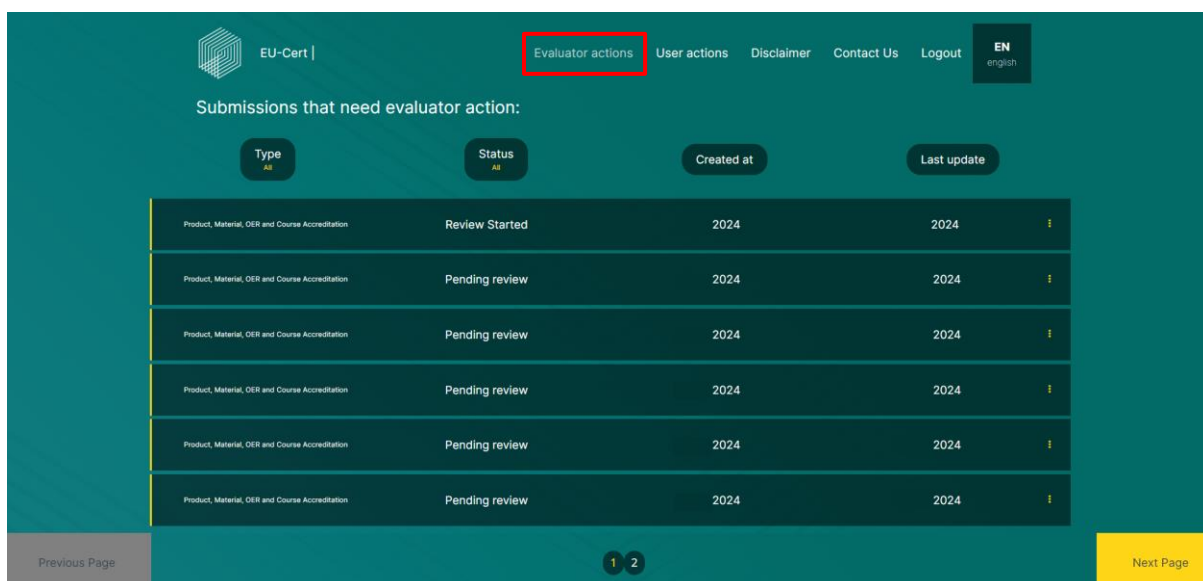 EU-Cert |
Evaluator actions User actions Disclaimer Contact Us Logout EN
english
Submissions that need evaluator action:
Type Status Created at Last update
All All
Product, Material, OER and Course Accreditation Review Started 2024 2024
Product, Material, OER and Course Accreditation Pending review 2024 2024
Product, Material, OER and Course Accreditation Pending review 2024 2024
Product, Material, OER and Course Accreditation Pending review 2024 2024
Product, Material, OER and Course Accreditation Pending review 2024 2024
Product, Material, OER and Course Accreditation Pending review 2024 2024
Previous Page 1 2 Next Page